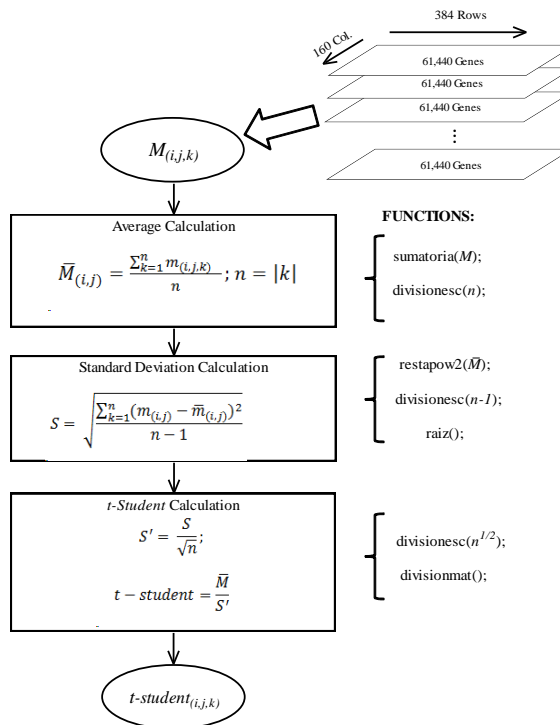 384 Rows
160 Col.
61,440 Genes
61,440 Genes
61,440 Genes
⋮
61,440 Genes
M(i,j,k)
Average Calculation
M̄(i,j) = ∑ⁿₖ₌₁ m(i,j,k) / n ; n = |k|
FUNCTIONS:
sumatoria(M);
divisionesc(n);
Standard Deviation Calculation
S = √(∑ⁿₖ₌₁(m(i,j) − m̄(i,j))² / n − 1)
restapow2(M̄);
divisionesc(n-1);
raiz();
t-Student Calculation
S′ = S / √n;
t − student = M̄ / S′
divisionesc(n^1/2);
divisionmat();
t-student(i,j,k)